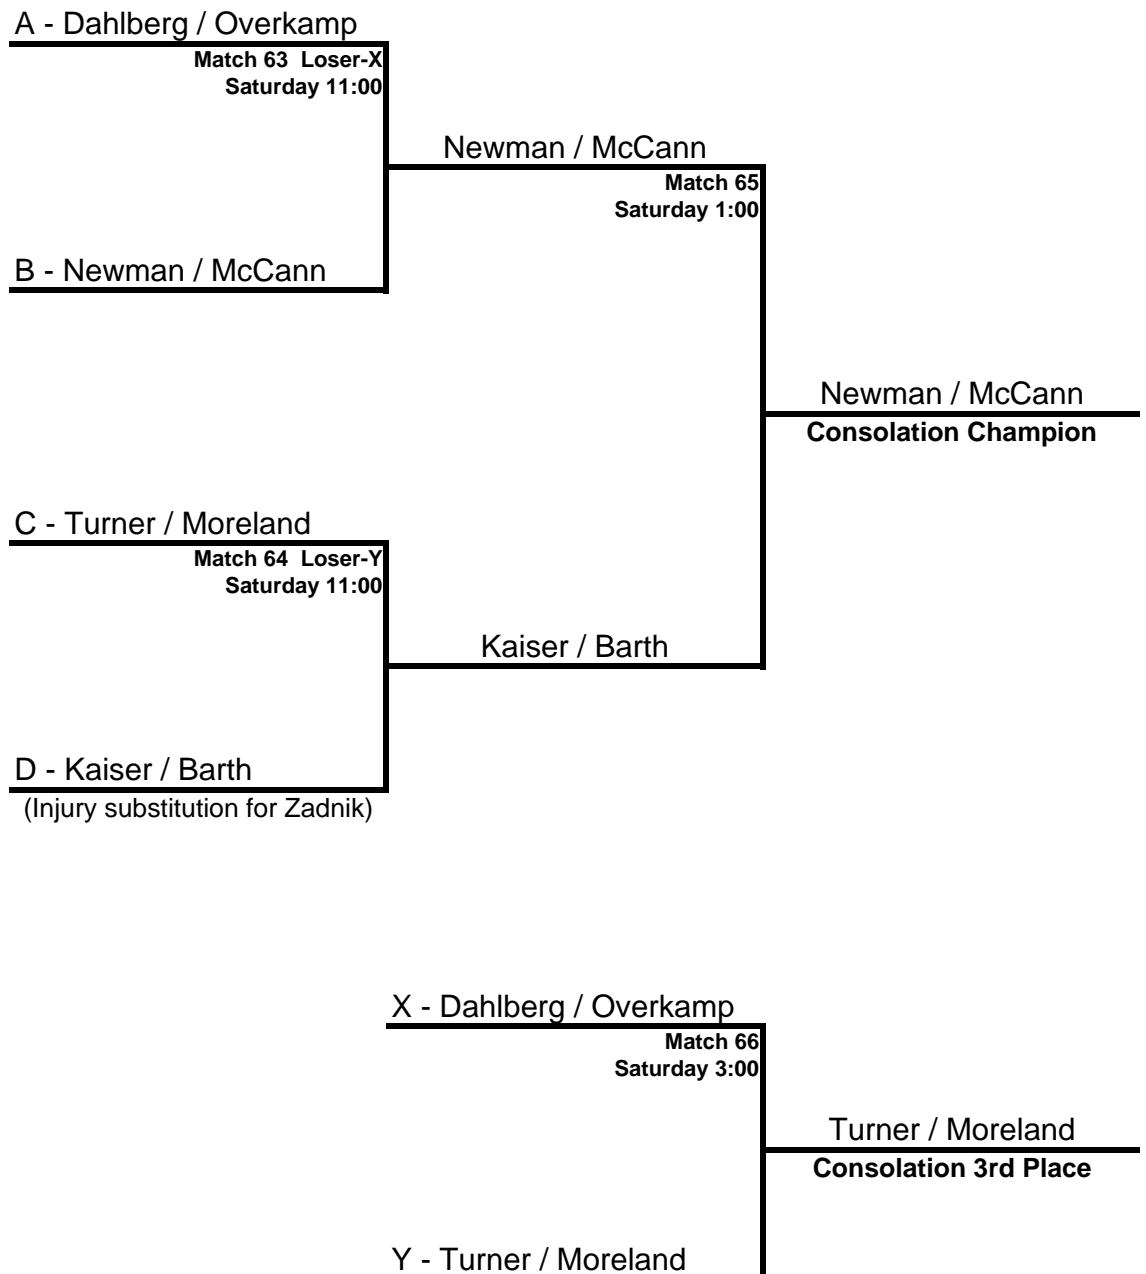 A - Dahlberg / Overkamp
Match 63  Loser-X
Saturday 11:00
Newman / McCann
Match 65
Saturday 1:00
B - Newman / McCann
Newman / McCann
Consolation Champion
C - Turner / Moreland
Match 64  Loser-Y
Saturday 11:00
Kaiser / Barth
D - Kaiser / Barth
(Injury substitution for Zadnik)
X - Dahlberg / Overkamp
Match 66
Saturday 3:00
Turner / Moreland
Consolation 3rd Place
Y - Turner / Moreland